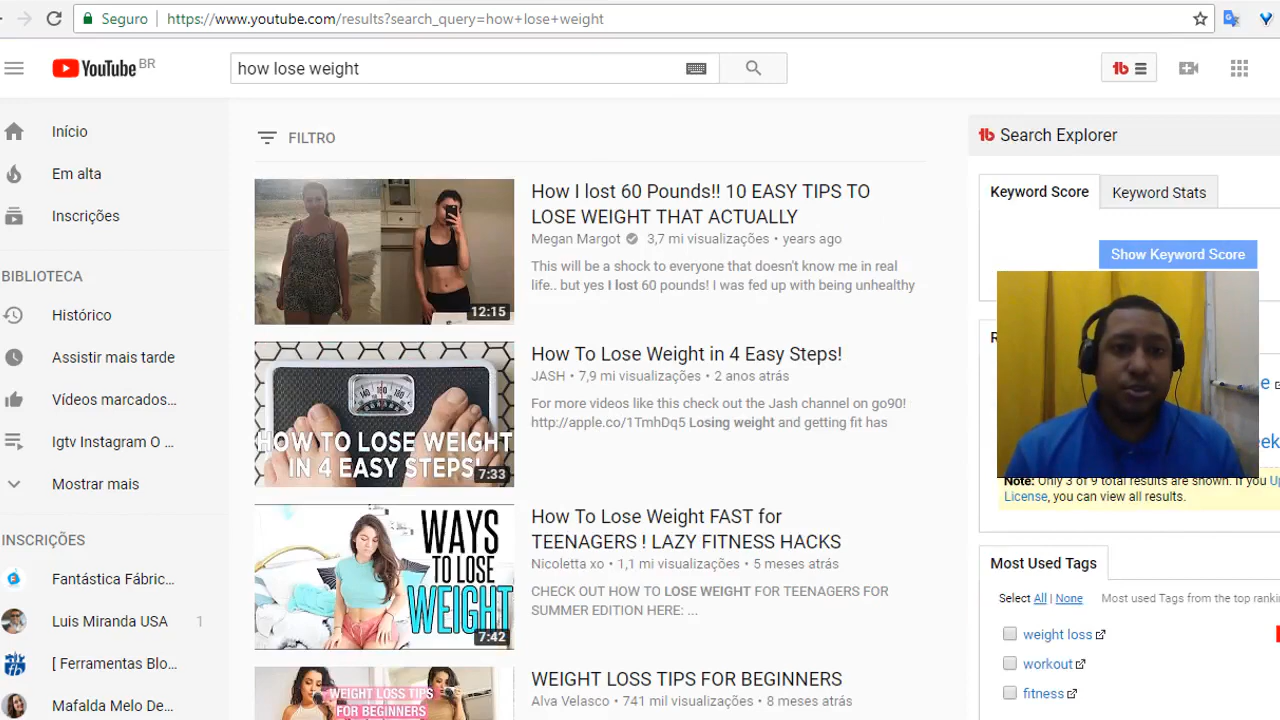 Seguro
https://www.youtube.com/results?search_query=how+lose+weight
YouTube BR
how lose weight
Início
Em alta
Inscrições
BIBLIOTECA
Histórico
Assistir mais tarde
Vídeos marcados...
Igtv Instagram O ...
Mostrar mais
INSCRIÇÕES
Fantástica Fábric...
Luis Miranda USA 1
[ Ferramentas Blo...
Mafalda Melo De...
FILTRO
12:15
How I lost 60 Pounds!! 10 EASY TIPS TO
LOSE WEIGHT THAT ACTUALLY
Megan Margot 3,7 mi visualizações • years ago
This will be a shock to everyone that doesn't know me in real
life.. but yes I lost 60 pounds! I was fed up with being unhealthy
HOW TO LOSE WEIGHT
IN 4 EASY STEPS!
7:33
How To Lose Weight in 4 Easy Steps!
JASH • 7,9 mi visualizações • 2 anos atrás
For more videos like this check out the Jash channel on go90!
http://apple.co/1TmhDq5 Losing weight and getting fit has
WAYS
TO LOSE
WEIGHT
7:42
How To Lose Weight FAST for
TEENAGERS ! LAZY FITNESS HACKS
Nicoletta xo • 1,1 mi visualizações • 5 meses atrás
CHECK OUT HOW TO LOSE WEIGHT FOR TEENAGERS FOR
SUMMER EDITION HERE: ...
WEIGHT LOSS TIPS
FOR BEGINNERS
WEIGHT LOSS TIPS FOR BEGINNERS
Alva Velasco • 741 mil visualizações • 8 meses atrás
tb
tb Search Explorer
Keyword Score
Keyword Stats
Show Keyword Score
Note: Only 3 of 9 total results are shown. If you
License, you can view all results.
Most Used Tags
Select All | None Most used Tags from the top
weight loss
workout
fitness